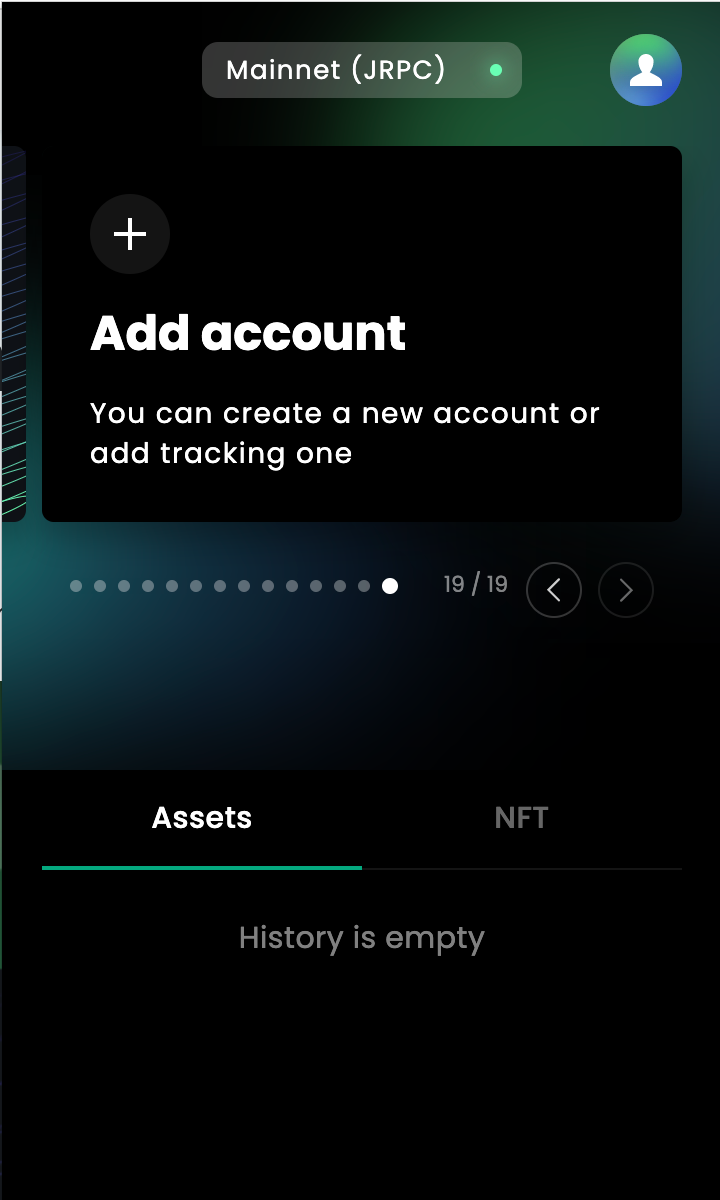 Mainnet (JRPC)
Add account
You can create a new account or
add tracking one
19 / 19
Assets
NFT
History is empty